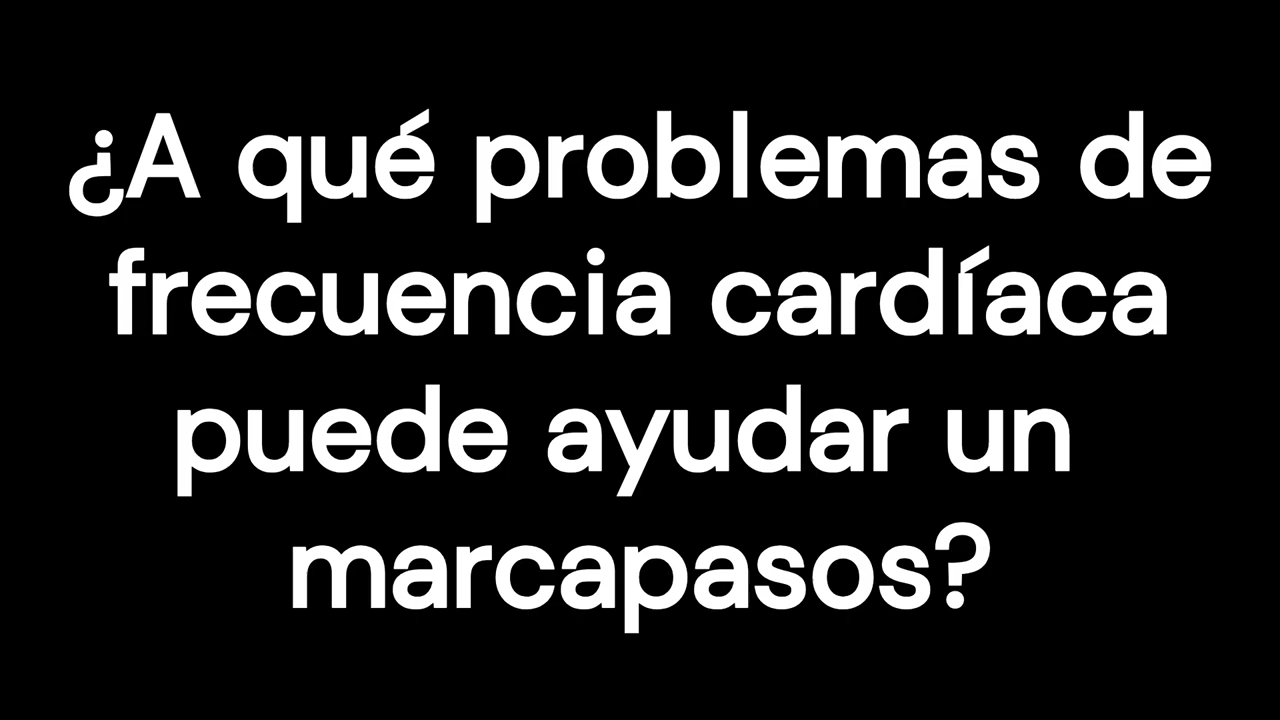 ¿A qué problemas de
frecuencia cardíaca
puede ayudar un
marcapasos?